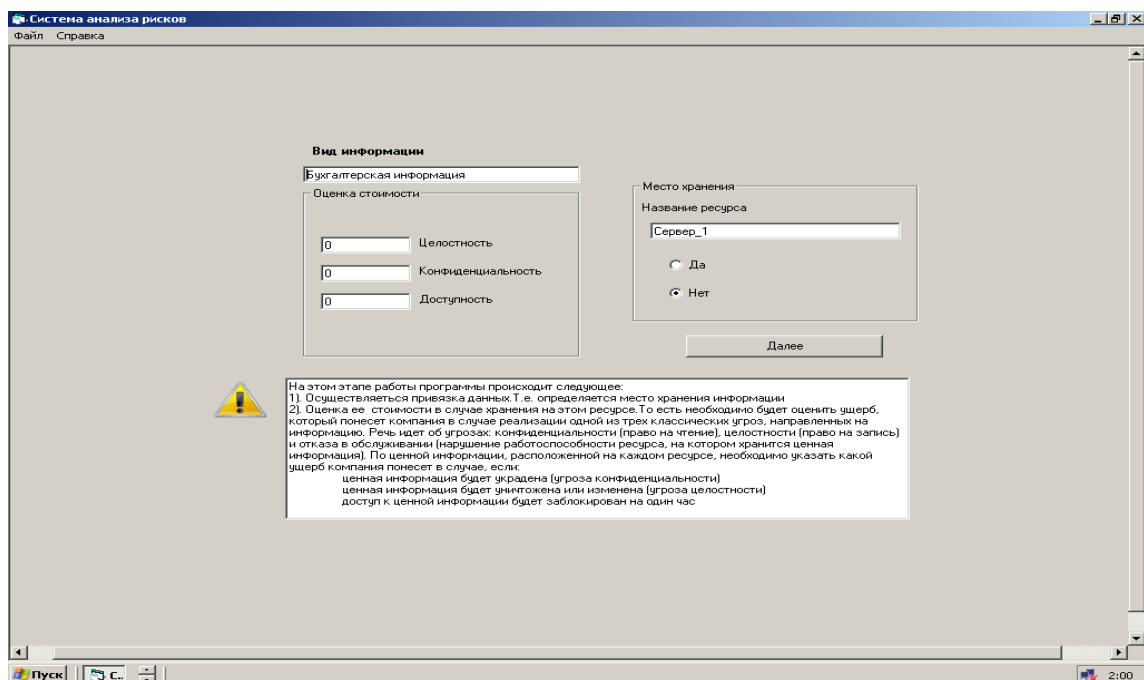 Система анализа рисков
Файл Справка
Вид информации
Бухгалтерская информация
Оценка стоимости
0 Целостность
0 Конфиденциальность
0 Доступность
Место хранения
Название ресурса
Сервер_1
Да
Нет
Далее
На этом этапе работы программы происходит следующее:
1). Осуществляеться привязка данных.Т.е. определяется место хранения информации
2). Оценка ее стоимости в случае хранения на этом ресурсе.То есть необходимо будет оценить ущерб,
который понесет компания в случае реализации одной из трех классических угроз, направленных на
информацию. Речь идет об угрозах: конфиденциальности (право на чтение), целостности (право на запись)
и отказа в обслуживании (нарушение работоспособности ресурса, на котором хранится ценная
информация). По ценной информации, расположенной на каждом ресурсе, необходимо указать какой
ущерб компания понесет в случае, если:
ценная информация будет украдена (угроза конфиденциальности)
ценная информация будет уничтожена или изменена (угроза целостности)
доступ к ценной информации будет заблокирован на один час
Пуск С.. 2:00